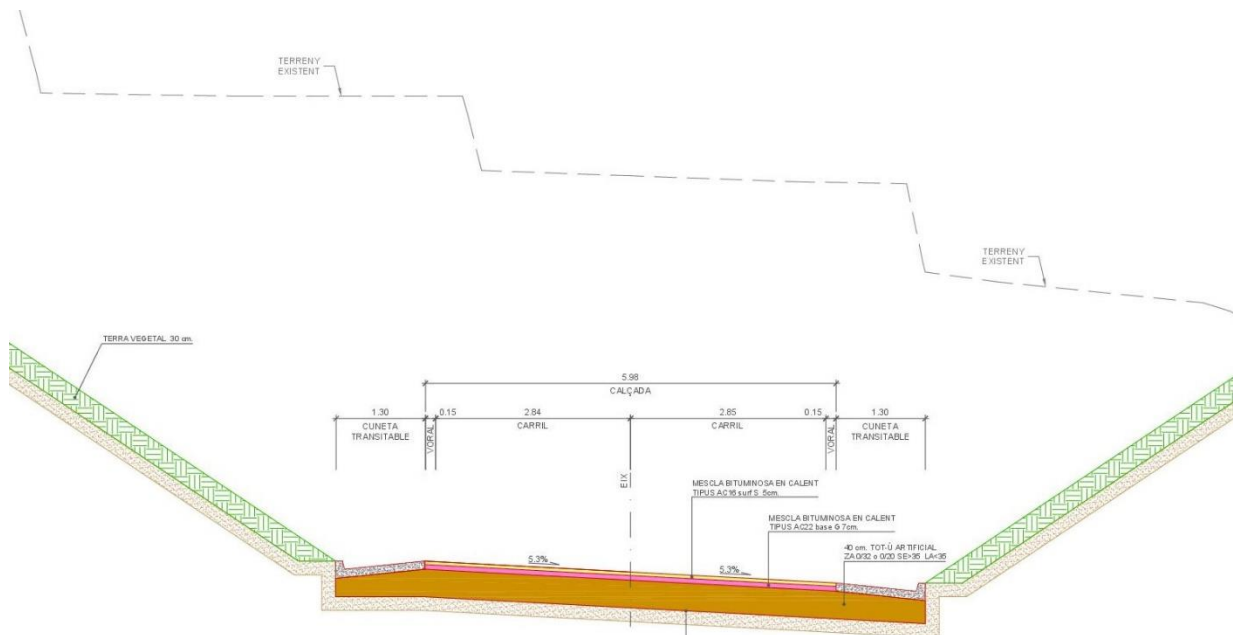 TERRENY
EXISTENT
TERRENY
EXISTENT
TERRA VEGETAL 30 cm.
5.98
CALÇADA
1.30
0.15
2.84
2.85
0.15
1.30
CUNETA
TRANSITABLE
VORAL
CARRIL
CARRIL
VORAL
CUNETA
TRANSITABLE
EIX
MESCLA BITUMINOSA EN CALENT
TIPUS AC16 surf S 5cm.
MESCLA BITUMINOSA EN CALENT
TIPUS AC22 base G 7cm.
40 cm. TOT-Ú ARTIFICIAL
ZA 0/32 o 0/20 SE>35 LA<35
5,3%
5,3%